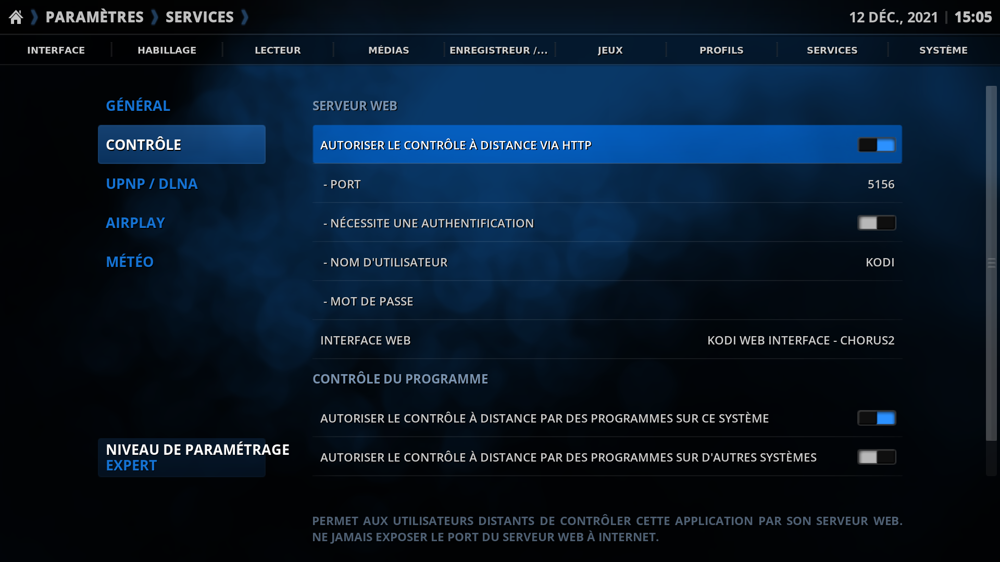 PARAMÈTRES SERVICES
12 DÉC., 2021 | 15:05
INTERFACE
HABILLAGE
LECTEUR
MÉDIAS
ENREGISTREUR /...
JEUX
PROFILS
SERVICES
SYSTÈME
GÉNÉRAL
CONTRÔLE
UPNP / DLNA
AIRPLAY
MÉTÉO
NIVEAU DE PARAMÉTRAGE
EXPERT
SERVEUR WEB
AUTORISER LE CONTRÔLE À DISTANCE VIA HTTP
- PORT 5156
- NÉCESSITE UNE AUTHENTIFICATION
- NOM D'UTILISATEUR KODI
- MOT DE PASSE
INTERFACE WEB KODI WEB INTERFACE - CHORUS2
CONTRÔLE DU PROGRAMME
AUTORISER LE CONTRÔLE À DISTANCE PAR DES PROGRAMMES SUR CE SYSTÈME
AUTORISER LE CONTRÔLE À DISTANCE PAR DES PROGRAMMES SUR D'AUTRES SYSTÈMES
PERMET AUX UTILISATEURS DISTANTS DE CONTRÔLER CETTE APPLICATION PAR SON SERVEUR WEB.
NE JAMAIS EXPOSER LE PORT DU SERVEUR WEB À INTERNET.